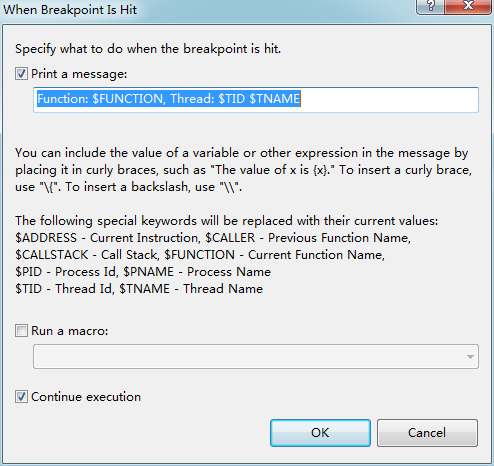 When Breakpoint Is Hit
Specify what to do when the breakpoint is hit.
Print a message:
Function: $FUNCTION, Thread: $TID $TNAME
You can include the value of a variable or other expression in the message by
placing it in curly braces, such as "The value of x is {x}." To insert a curly brace,
use "\{". To insert a backslash, use "\\".
The following special keywords will be replaced with their current values:
$ADDRESS - Current Instruction, $CALLER - Previous Function Name,
$CALLSTACK - Call Stack, $FUNCTION - Current Function Name,
$PID - Process Id, $PNAME - Process Name
$TID - Thread Id, $TNAME - Thread Name
Run a macro:
Continue execution
OK Cancel